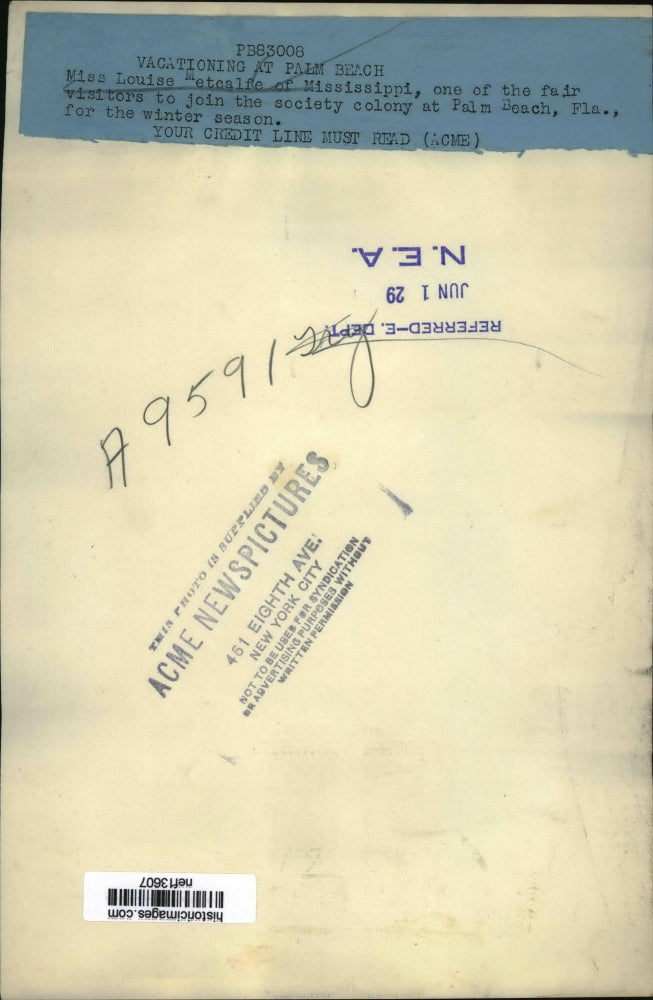 PB83008
VACATIONING AT PALM BEACH
Miss Louise Metcalfe of Mississippi, one of the fair
visitors to join the society colony at Palm Beach, Fla.,
for the winter season.
YOUR CREDIT LINE MUST READ (ACME)
N.E.A.
JUN 1 29
REFERRED-E. DEPT.
A9591
THIS PHOTO IS SUPPLIED BY
ACME NEWSPICTURES
461 EIGHTH AVE.
NEW YORK CITY
NOT TO BE USED FOR SYNDICATION
OR ADVERTISING PURPOSES WITHOUT
WRITTEN PERMISSION
historicimages.com
nef13607